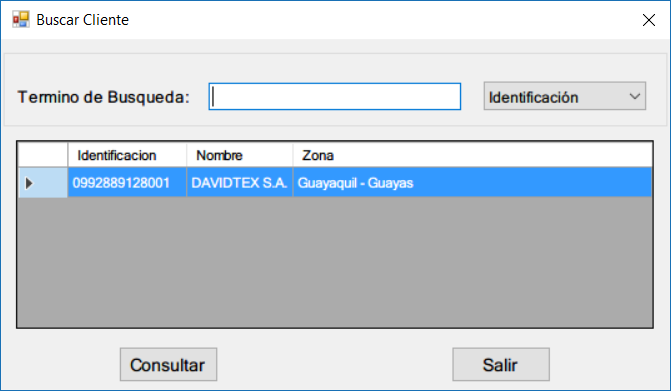 Buscar Cliente
Termino de Busqueda: Identificación
Identificacion Nombre Zona
0992889128001 DAVIDTEX S.A. Guayaquil - Guayas
Consultar Salir